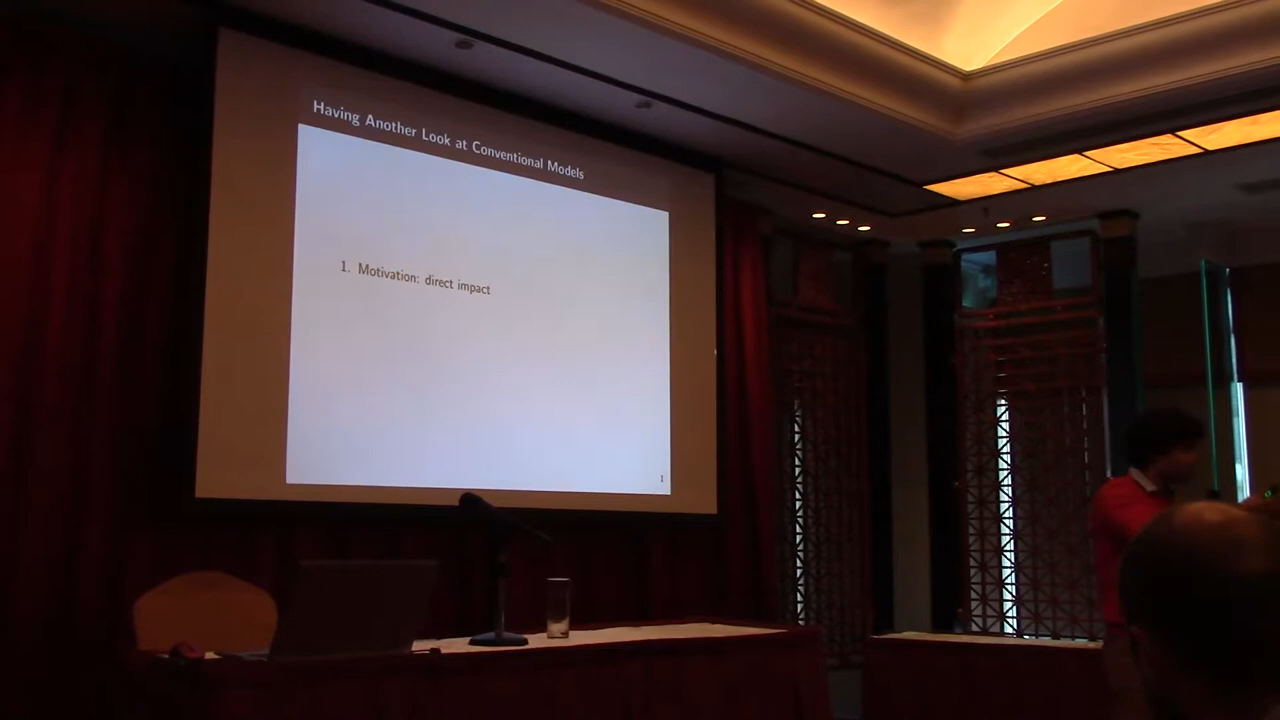 Having Another Look at Conventional Models
1. Motivation: direct impact
1